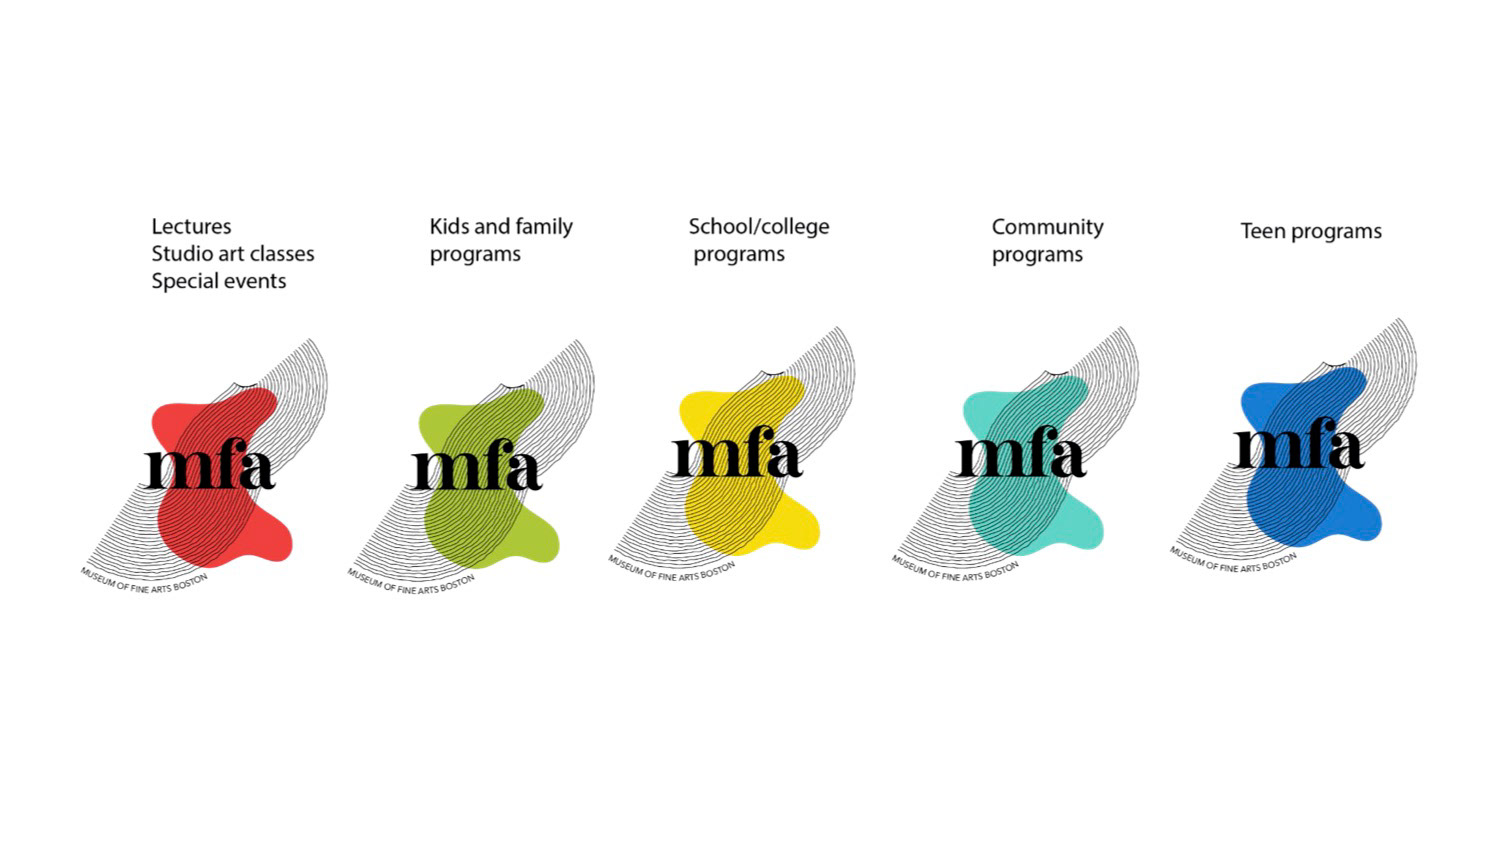 Lectures
Studio art classes
Special events
Kids and family
programs
School/college
programs
Community
programs
Teen programs
mfa
MUSEUM OF FINE ARTS BOSTON
mfa
MUSEUM OF FINE ARTS BOSTON
mfa
MUSEUM OF FINE ARTS BOSTON
mfa
MUSEUM OF FINE ARTS BOSTON
mfa
MUSEUM OF FINE ARTS BOSTON